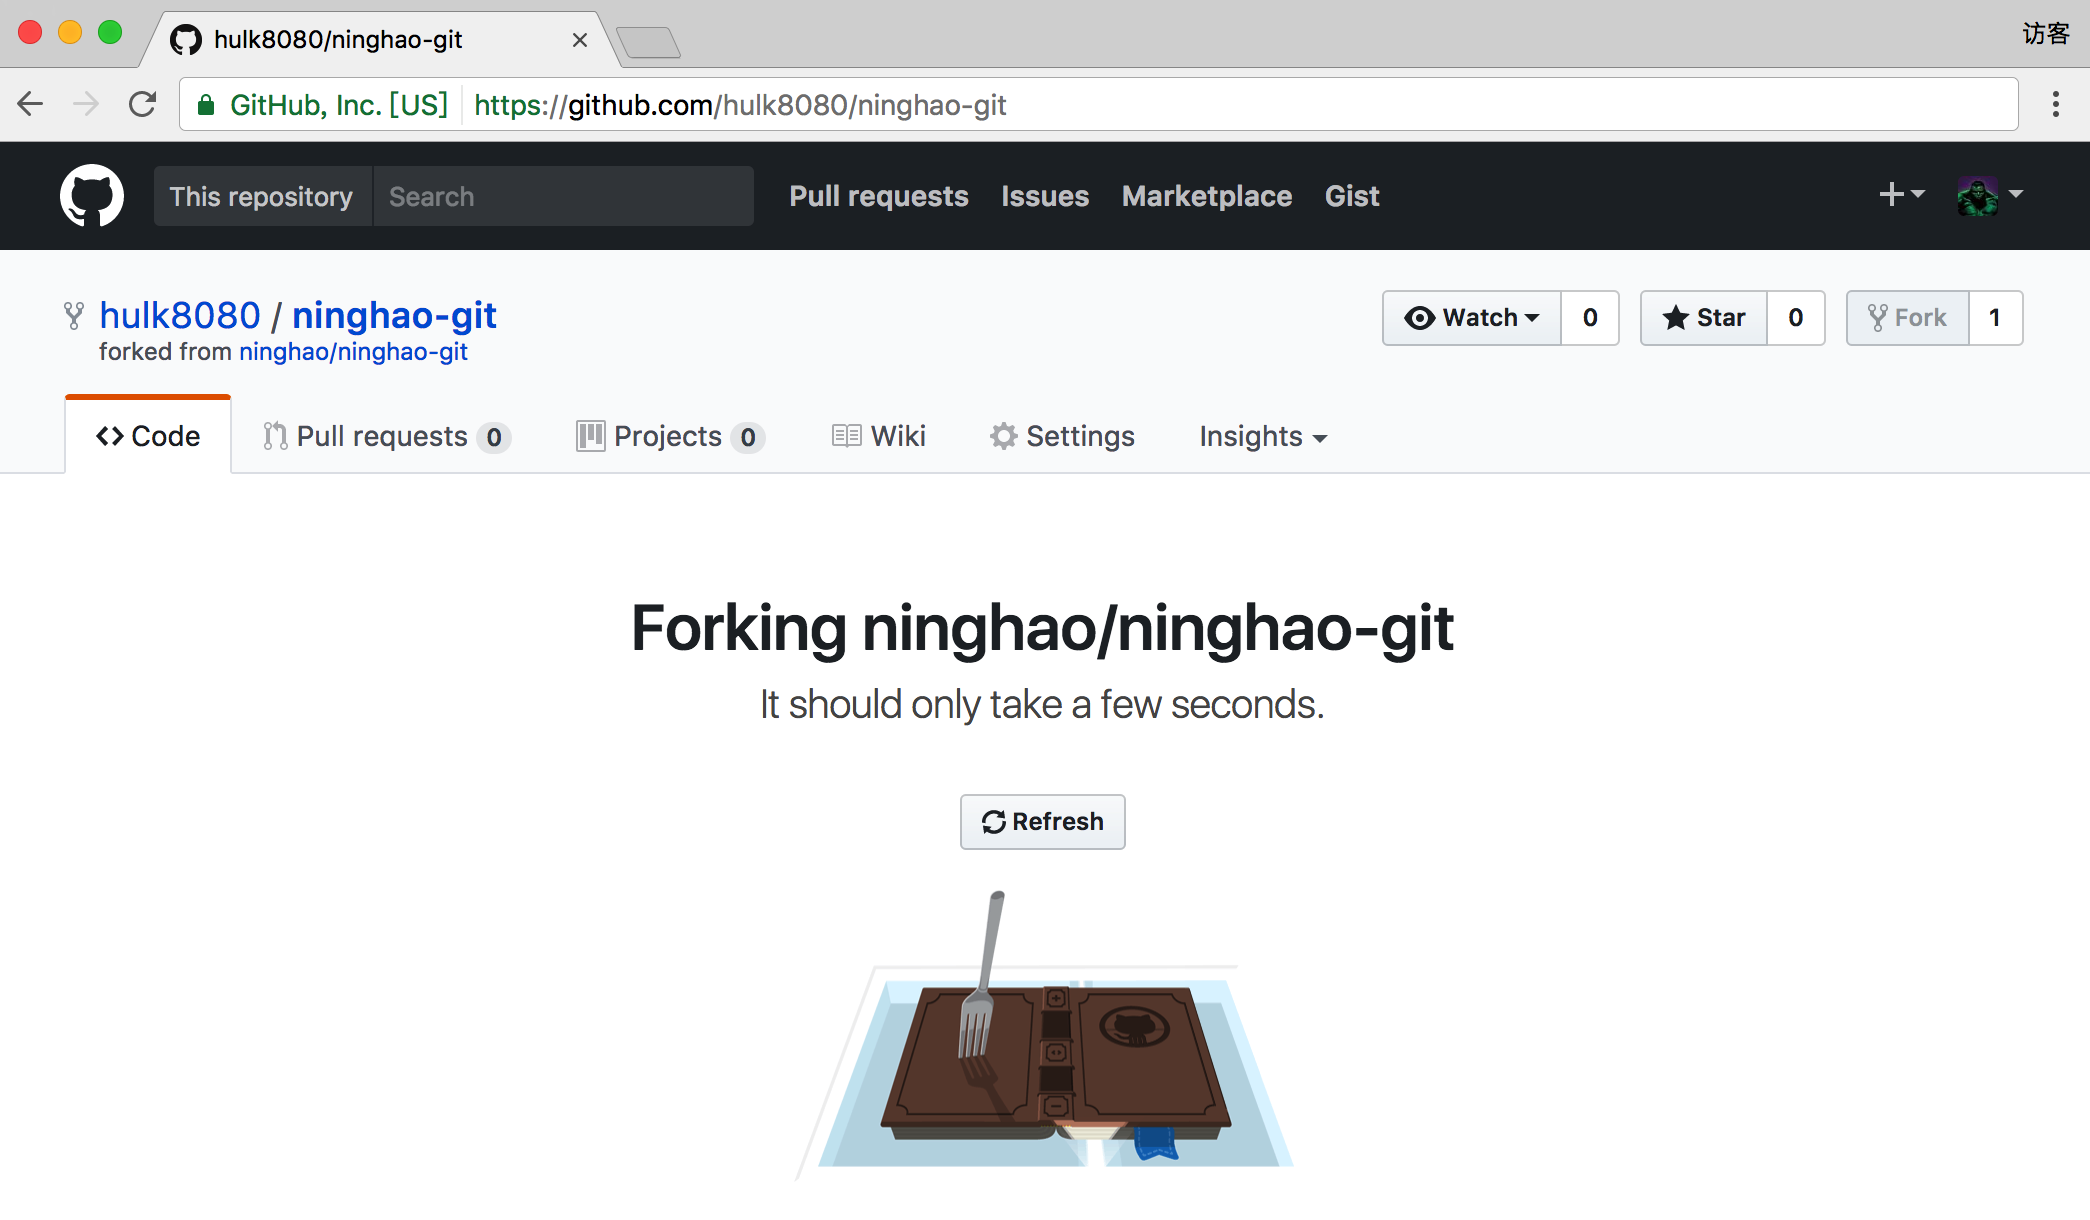 hulk8080/ninghao-git
访客
GitHub, Inc. [US] https://github.com/hulk8080/ninghao-git
This repository Search Pull requests Issues Marketplace Gist
hulk8080 / ninghao-git Watch 0 Star 0 Fork 1
forked from ninghao/ninghao-git
Code Pull requests 0 Projects 0 Wiki Settings Insights
Forking ninghao/ninghao-git
It should only take a few seconds.
Refresh